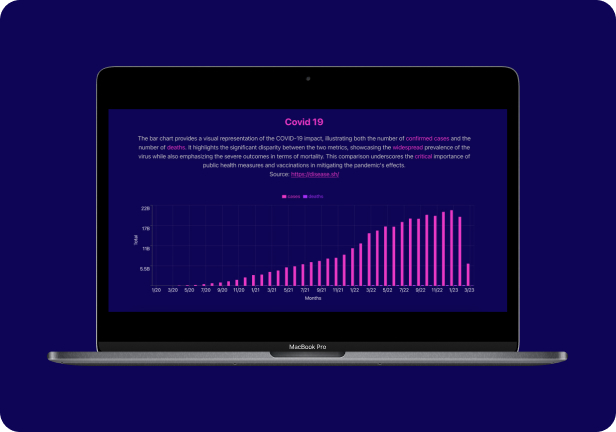 Covid 19
The bar chart provides a visual representation of the COVID-19 impact, illustrating both the number of confirmed cases and the
number of deaths. It highlights the significant disparity between the two metrics, showcasing the widespread prevalence of the
virus while also emphasizing the severe outcomes in terms of mortality. This comparison underscores the critical importance of
public health measures and vaccinations in mitigating the pandemic's effects.
Source: https://disease.sh/
cases deaths
22B
17B
11B
5.5B
Total
1/20 3/20 5/20 7/20 9/20 11/20 1/21 3/21 5/21 7/21 9/21 11/21 1/22 3/22 5/22 7/22 9/22 11/22 1/23 3/23
Months
MacBook Pro